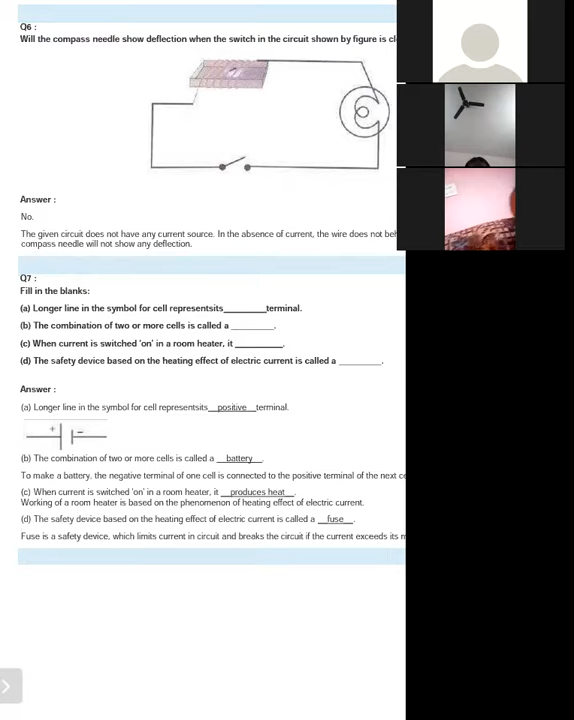 Q6 :
Will the compass needle show deflection when the switch in the circuit shown by figure is
Answer :
No.
The given circuit does not have any current source. In the absence of current, the wire does not
compass needle will not show any deflection.
Q7 :
Fill in the blanks:
(a) Longer line in the symbol for cell representsits_________terminal.
(b) The combination of two or more cells is called a _________.
(c) When current is switched 'on' in a room heater, it __________.
(d) The safety device based on the heating effect of electric current is called a _________.
Answer :
(a) Longer line in the symbol for cell representsits__positive__terminal.
+ −
(b) The combination of two or more cells is called a __battery__.
To make a battery, the negative terminal of one cell is connected to the positive terminal of the next
(c) When current is switched 'on' in a room heater, it __produces heat__.
Working of a room heater is based on the phenomenon of heating effect of electric current.
(d) The safety device based on the heating effect of electric current is called a __fuse__.
Fuse is a safety device, which limits current in circuit and breaks the circuit if the current exceeds its